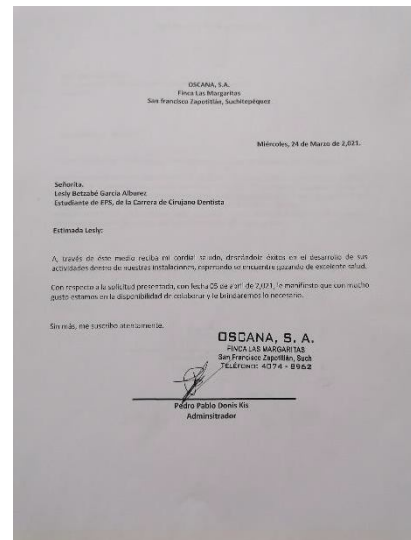 OSCANA, S.A.
Finca Las Margaritas
San Francisco Zapotitlán, Suchitepéquez
Miércoles, 24 de Marzo de 2,021.
Señorita.
Lesly Betzabé García Alburez
Estudiante de EPS, de la Carrera de Cirujano Dentista
Estimada Lesly:
A, través de éste medio reciba mi cordial saludo, deseándole éxitos en el desarrollo de sus
actividades dentro de nuestras instalaciones, esperando se encuentre gozando de excelente salud.
Con respecto a la solicitud presentada, con fecha 05 de abril de 2,021, le manifiesto que con mucho
gusto estamos en la disponibilidad de colaborar y le brindaremos lo necesario.
Sin más, me suscribo atentamente.
OSCANA, S. A.
FINCA LAS MARGARITAS
San Francisco Zapotitlán, Such
TELÉFONO: 4074 - 8962
Pedro Pablo Donis Kis
Adminsitrador